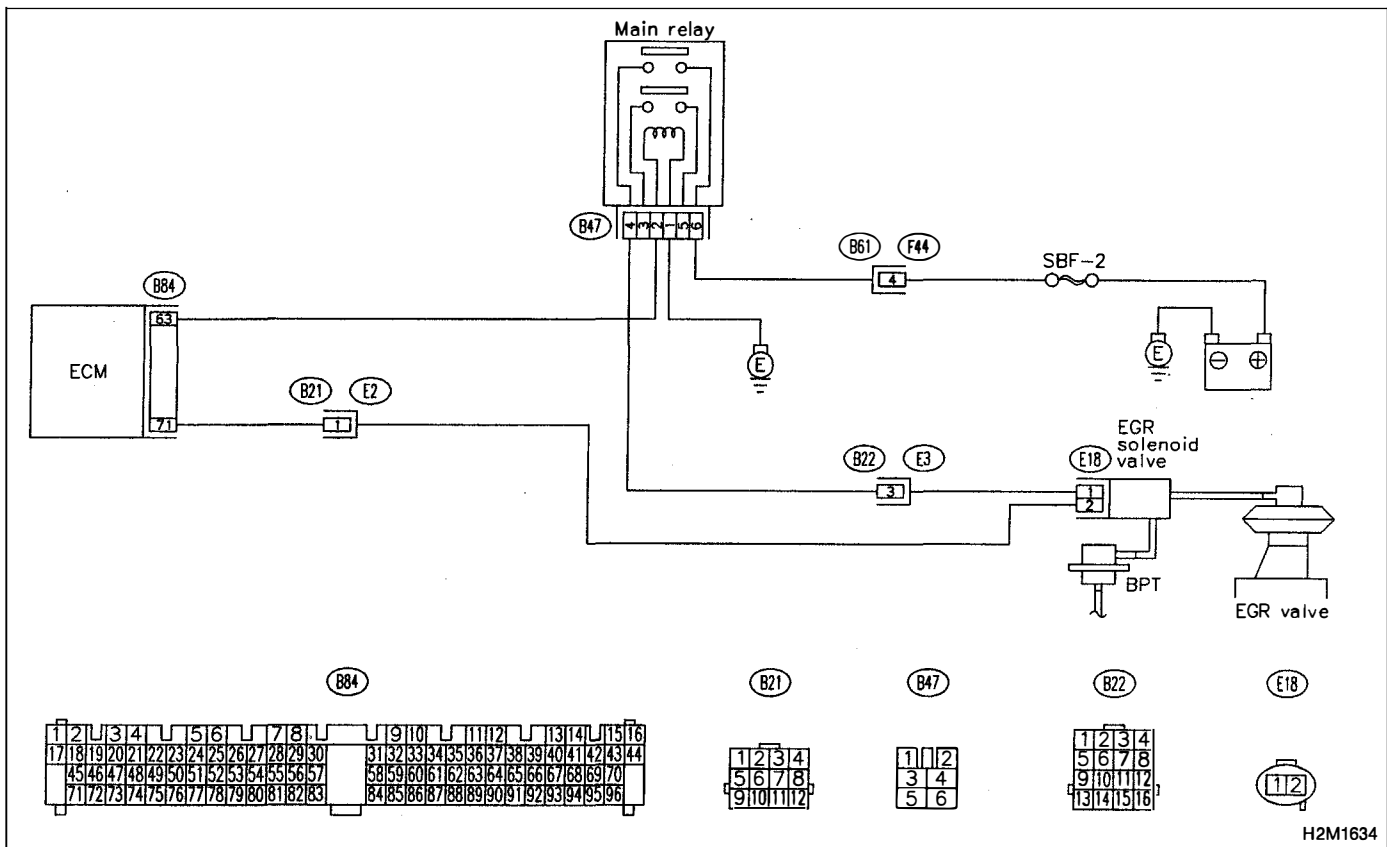 Main relay
B47
4 3 2 1 5 6
B61 F44
SBF-2
4
B84
63
ECM
E
E
⊖ ⊕
B21 E2
71
1
EGR
solenoid
valve
B22 E3 E18
3
1
2
BPT
EGR valve
B84 B21 B47 B22 E18
1 2 3 4 5 6 7 8 9 10 11 12 13 14 15 16
17 18 19 20 21 22 23 24 25 26 27 28 29 30 31 32 33 34 35 36 37 38 39 40 41 42 43 44
45 46 47 48 49 50 51 52 53 54 55 56 57 58 59 60 61 62 63 64 65 66 67 68 69 70
71 72 73 74 75 76 77 78 79 80 81 82 83 84 85 86 87 88 89 90 91 92 93 94 95 96
1 2 3 4
5 6 7 8
9 10 11 12
1 2
3 4
5 6
1 2 3 4
5 6 7 8
9 10 11 12
13 14 15 16
1 2
H2M1634